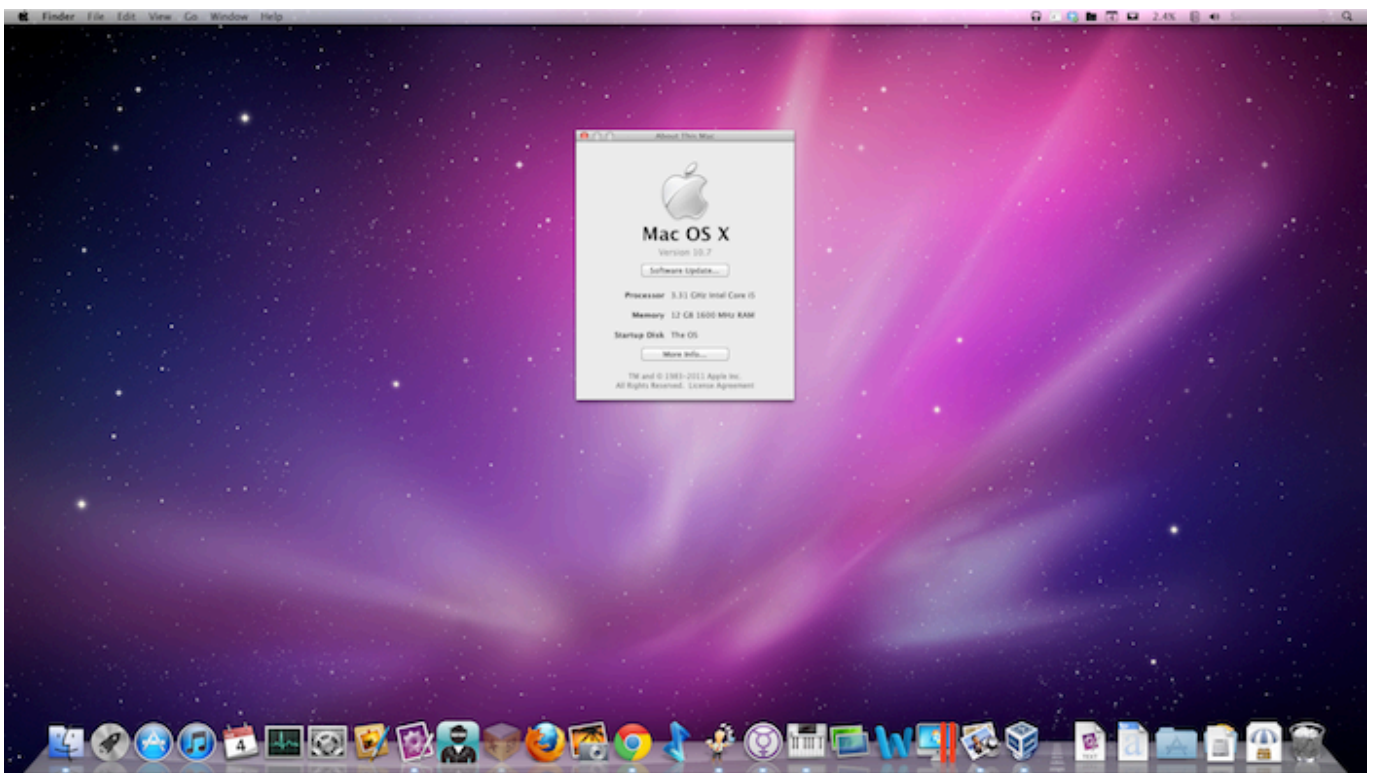 Finder File Edit View Go Window Help
2.4%
About This Mac
Mac OS X
Version 10.7
Software Update...
Processor 3.31 GHz Intel Core i5
Memory 12 GB 1600 MHz RAM
Startup Disk The OS
More Info...
TM and © 1983-2011 Apple Inc.
All Rights Reserved. License Agreement
4
TEXT